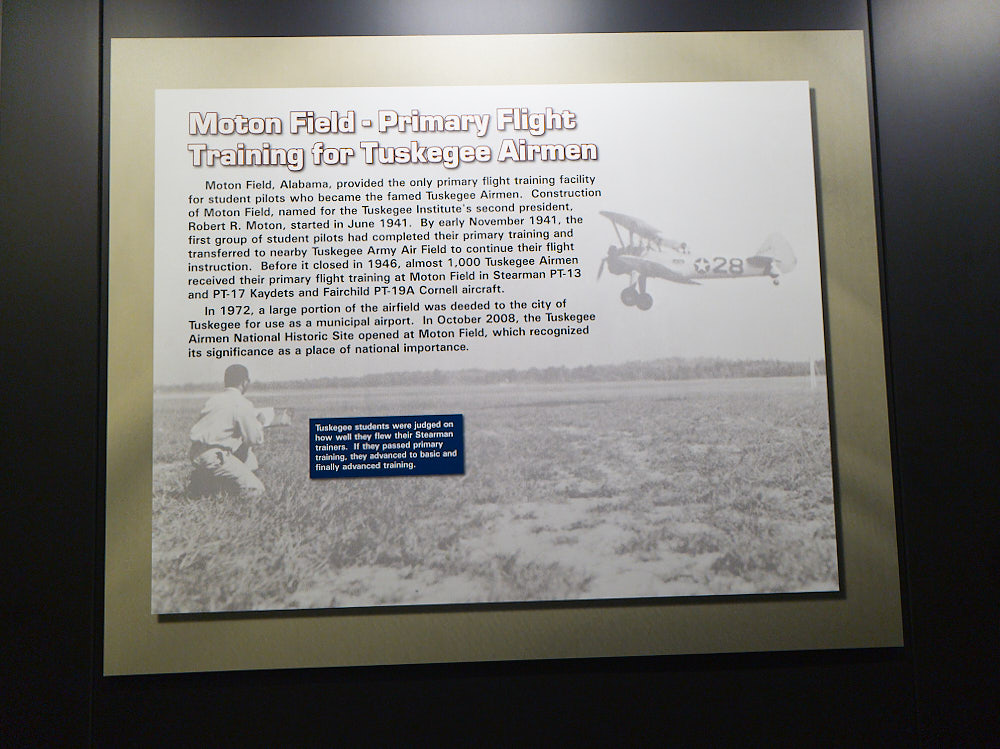 Moton Field - Primary Flight
Training for Tuskegee Airmen
Moton Field, Alabama, provided the only primary flight training facility
for student pilots who became the famed Tuskegee Airmen. Construction
of Moton Field, named for the Tuskegee Institute's second president,
Robert R. Moton, started in June 1941. By early November 1941, the
first group of student pilots had completed their primary training and
transferred to nearby Tuskegee Army Air Field to continue their flight
instruction. Before it closed in 1946, almost 1,000 Tuskegee Airmen
received their primary flight training at Moton Field in Stearman PT-13
and PT-17 Kaydets and Fairchild PT-19A Cornell aircraft.
In 1972, a large portion of the airfield was deeded to the city of
Tuskegee for use as a municipal airport. In October 2008, the Tuskegee
Airmen National Historic Site opened at Moton Field, which recognized
its significance as a place of national importance.
28
Tuskegee students were judged on
how well they flew their Stearman
trainers. If they passed primary
training, they advanced to basic and
finally advanced training.